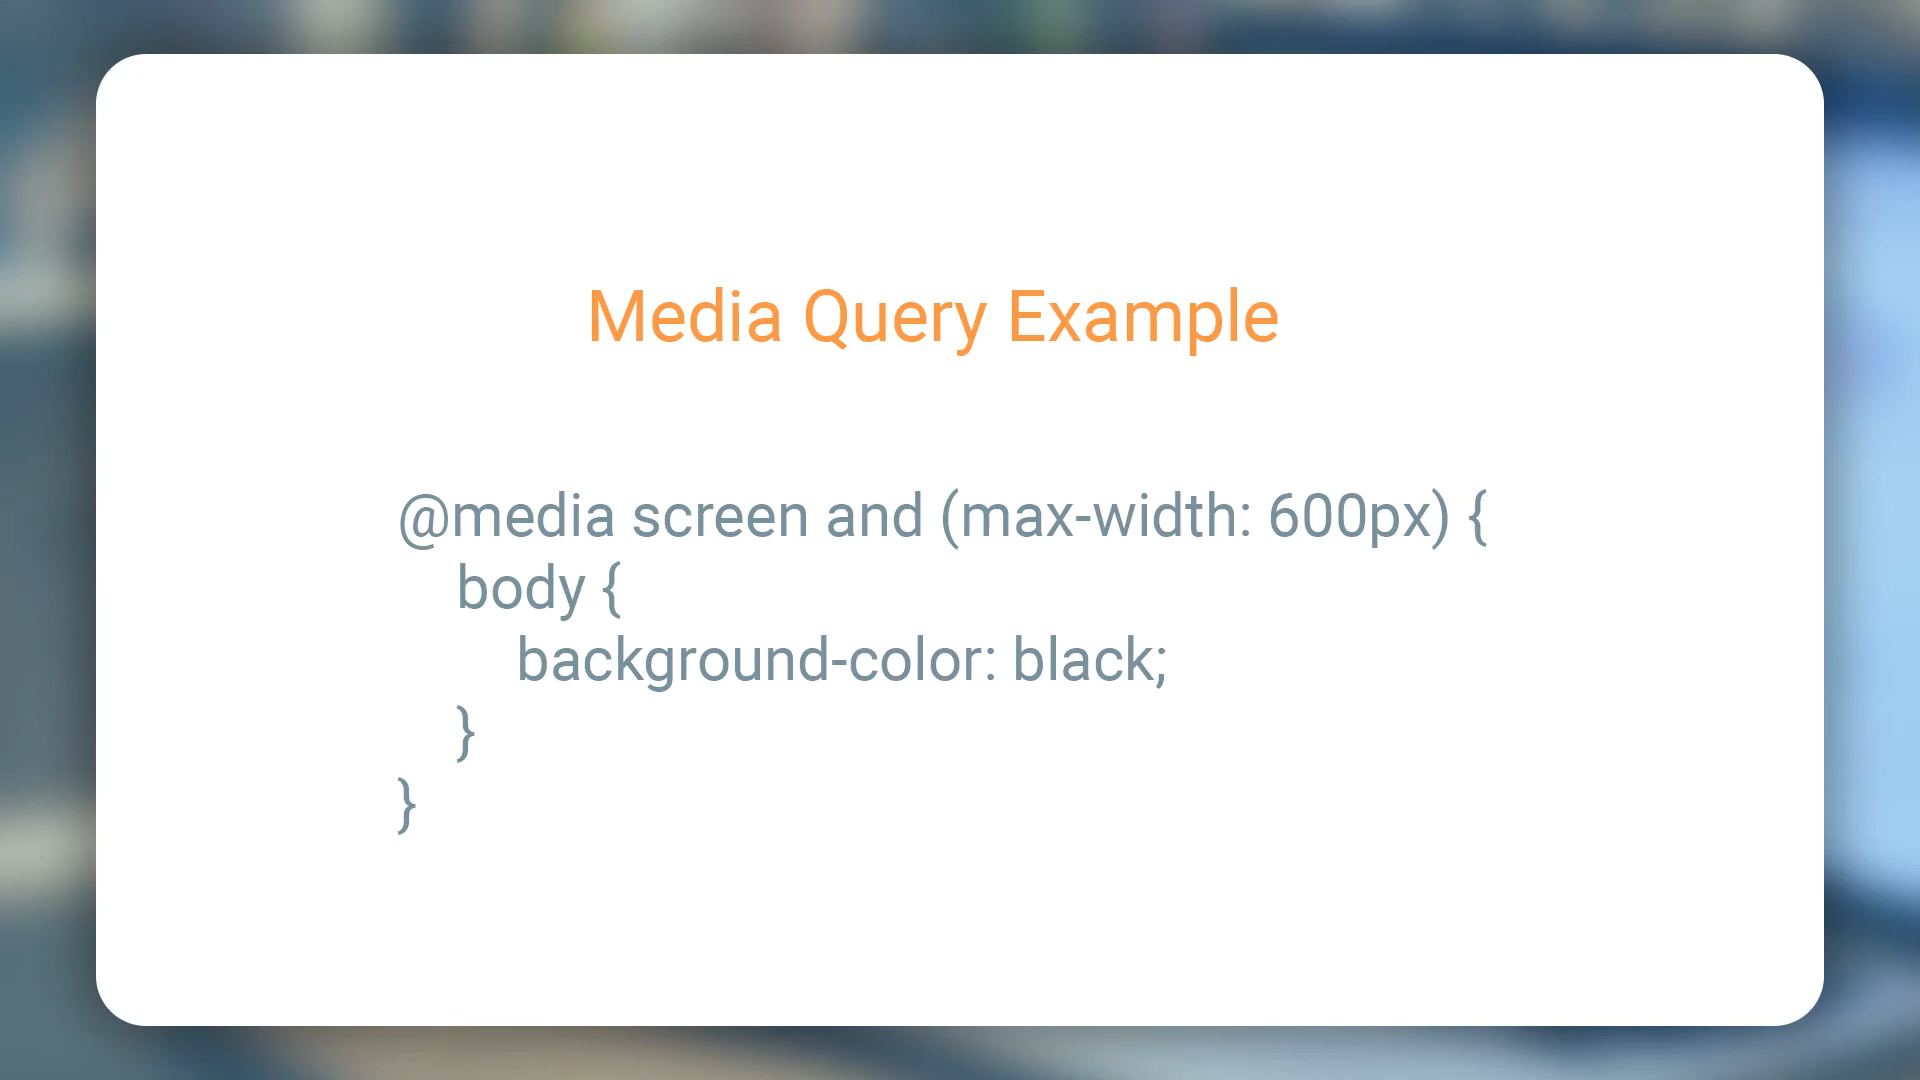 Media Query Example
@media screen and (max-width: 600px) {
body {
background-color: black;
}
}